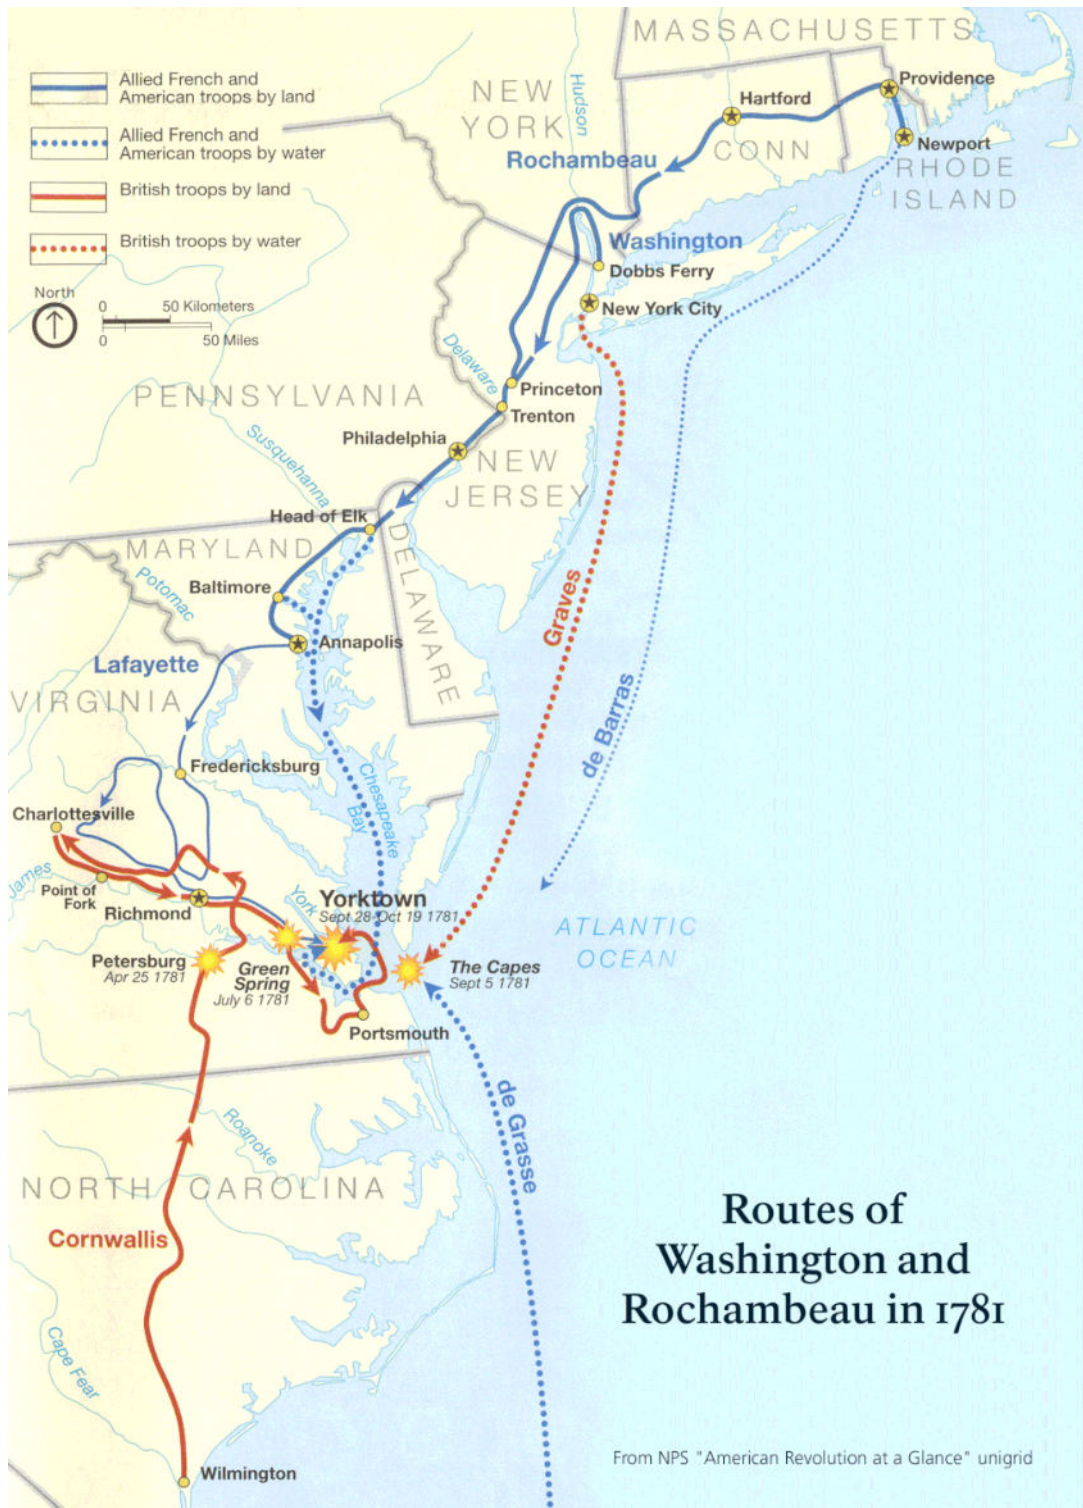 MASSACHUSETTS
Allied French and
American troops by land
Allied French and
American troops by water
British troops by land
British troops by water
North
0 50 Kilometers
0 50 Miles
NEW
YORK
Hudson
Providence
Hartford
CONN
Newport
RHODE
ISLAND
Rochambeau
Washington
Dobbs Ferry
New York City
Delaware
Princeton
Trenton
PENNSYLVANIA
Philadelphia
NEW
JERSEY
Susquehanna
Head of Elk
MARYLAND
DELAWARE
Baltimore
Potomac
Annapolis
Lafayette
VIRGINIA
Graves
de Barras
Fredericksburg
Chesapeake
Bay
Charlottesville
James
Point of
Fork
Richmond
York
Yorktown
Sept 28-Oct 19 1781
ATLANTIC
OCEAN
Petersburg
Apr 25 1781
Green
Spring
July 6 1781
The Capes
Sept 5 1781
Portsmouth
de Grasse
Roanoke
NORTH CAROLINA
Cornwallis
Cape Fear
Wilmington
Routes of
Washington and
Rochambeau in 1781
From NPS "American Revolution at a Glance" unigrid